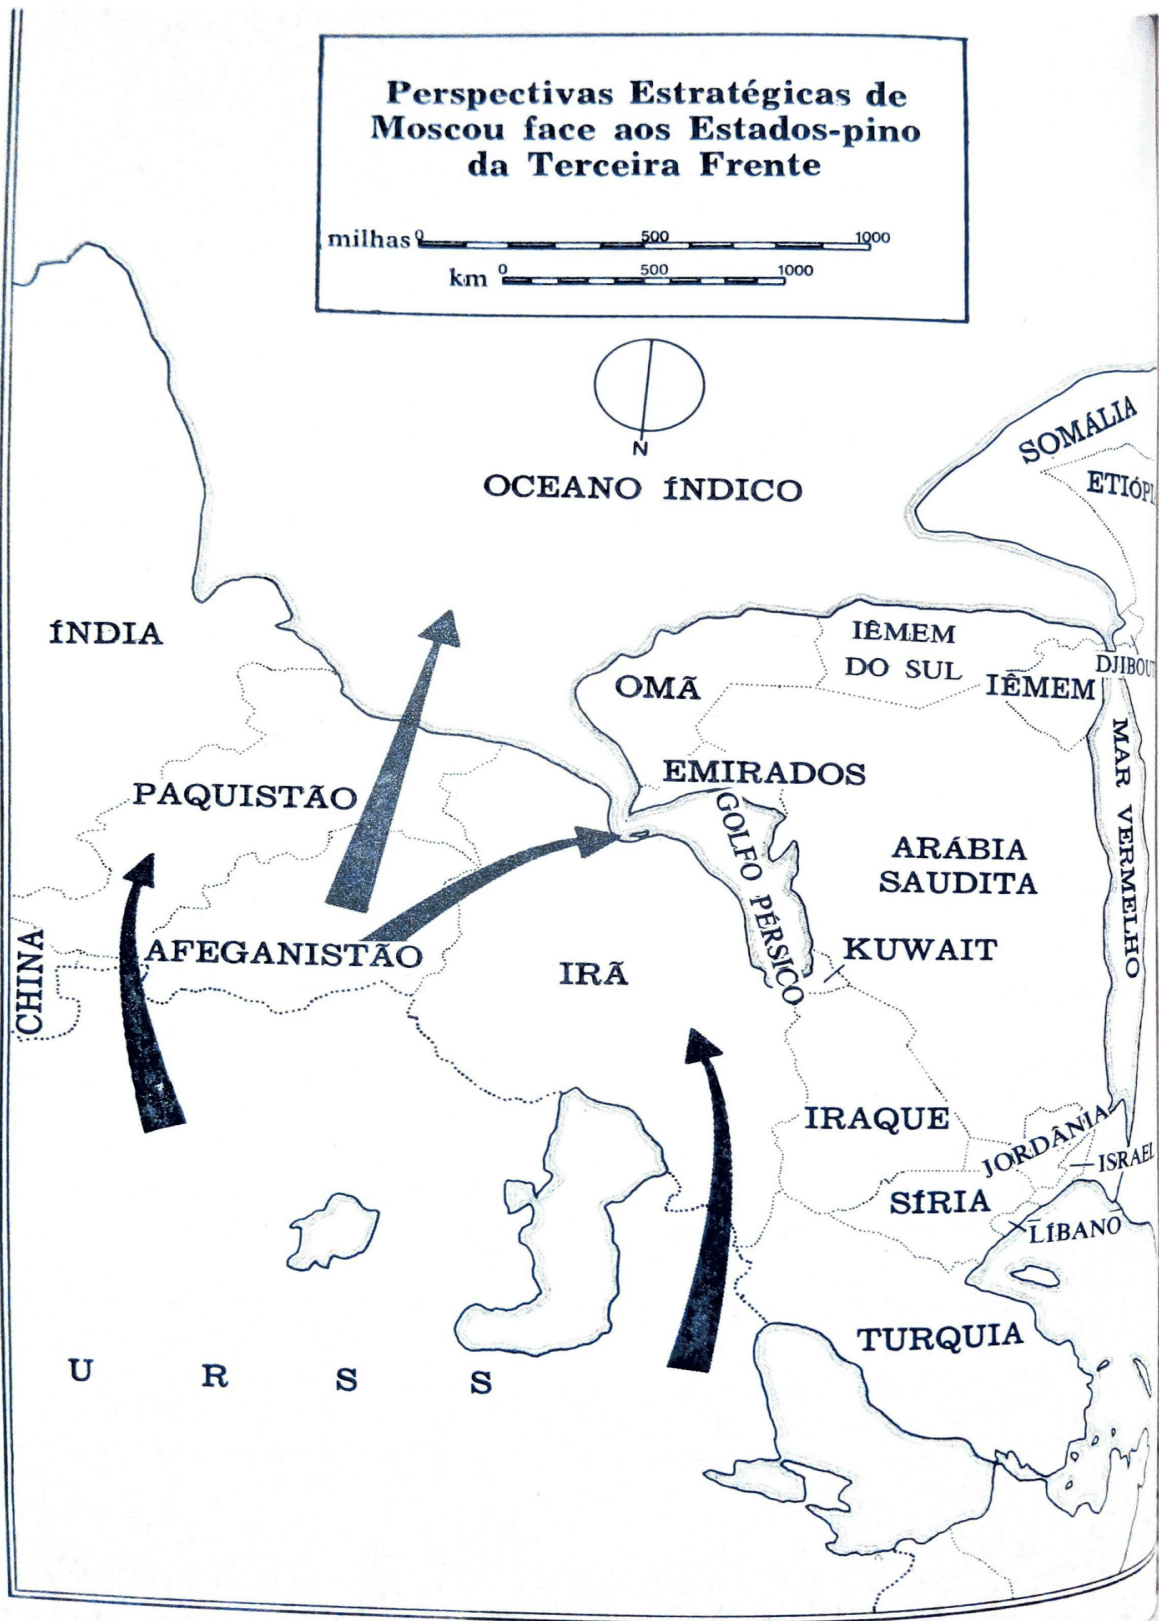 Perspectivas Estratégicas de
Moscou face aos Estados-pino
da Terceira Frente
milhas 0 500 1000
km 0 500 1000
N
OCEANO ÍNDICO
SOMÁLIA
ETIÓPI
ÍNDIA
IÊMEM
DO SUL
DJIBOUT
OMÃ
IÊMEM
MAR VERMELHO
EMIRADOS
PAQUISTÃO
GOLFO PÉRSICO
ARÁBIA
SAUDITA
CHINA
AFEGANISTÃO
KUWAIT
IRÃ
IRAQUE
JORDÂNIA
ISRAEL
SÍRIA
LÍBANO
TURQUIA
U R S S